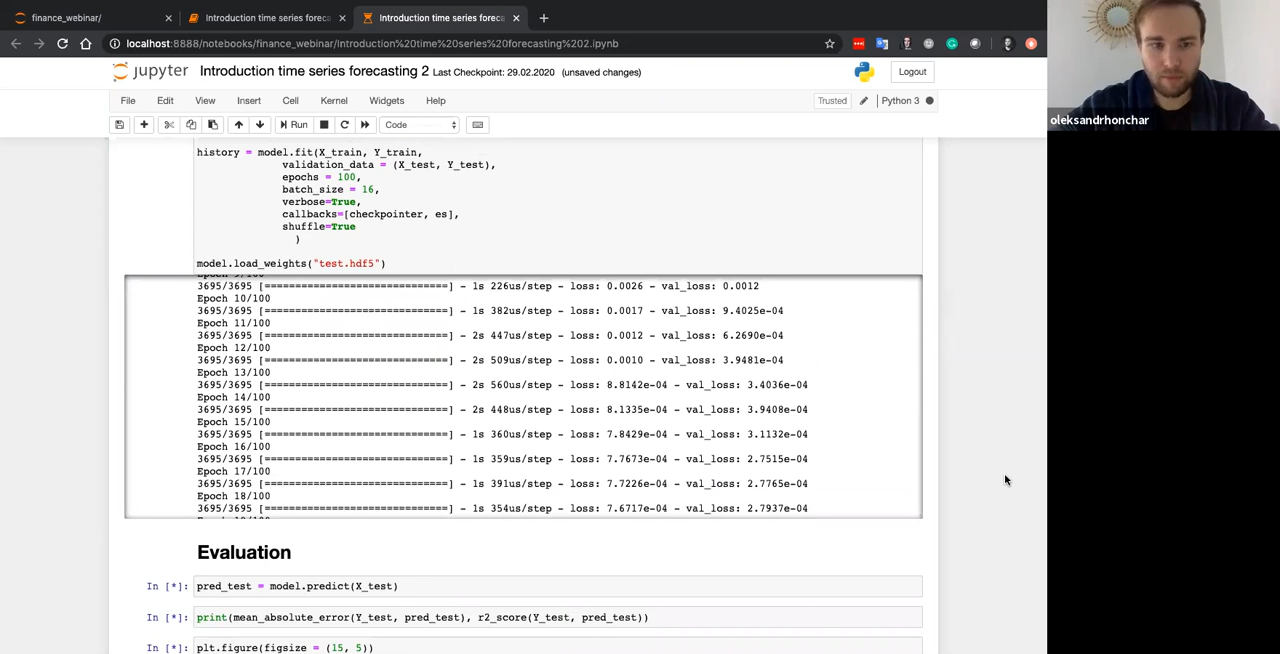 finance_webinar/
Introduction time series foreca
Introduction time series foreca
localhost:8888/notebooks/finance_webinar/Introduction%20time%20series%20forecasting%202.ipynb
jupyter Introduction time series forecasting 2 Last Checkpoint: 29.02.2020 (unsaved changes)
Logout
File Edit View Insert Cell Kernel Widgets Help
Trusted Python 3
Run Code
history = model.fit(X_train, Y_train,
validation_data = (X_test, Y_test),
epochs = 100,
batch_size = 16,
verbose=True,
callbacks=[checkpointer, es],
shuffle=True
)
model.load_weights("test.hdf5")
Epoch 9/100
3695/3695 [==============================] - 1s 226us/step - loss: 0.0026 - val_loss: 0.0012
Epoch 10/100
3695/3695 [==============================] - 1s 382us/step - loss: 0.0017 - val_loss: 9.4025e-04
Epoch 11/100
3695/3695 [==============================] - 2s 447us/step - loss: 0.0012 - val_loss: 6.2690e-04
Epoch 12/100
3695/3695 [==============================] - 2s 509us/step - loss: 0.0010 - val_loss: 3.9481e-04
Epoch 13/100
3695/3695 [==============================] - 2s 560us/step - loss: 8.8142e-04 - val_loss: 3.4036e-04
Epoch 14/100
3695/3695 [==============================] - 2s 448us/step - loss: 8.1335e-04 - val_loss: 3.9408e-04
Epoch 15/100
3695/3695 [==============================] - 1s 360us/step - loss: 7.8429e-04 - val_loss: 3.1132e-04
Epoch 16/100
3695/3695 [==============================] - 1s 359us/step - loss: 7.7673e-04 - val_loss: 2.7515e-04
Epoch 17/100
3695/3695 [==============================] - 1s 391us/step - loss: 7.7226e-04 - val_loss: 2.7765e-04
Epoch 18/100
3695/3695 [==============================] - 1s 354us/step - loss: 7.6717e-04 - val_loss: 2.7937e-04
Evaluation
In [*]: pred_test = model.predict(X_test)
In [*]: print(mean_absolute_error(Y_test, pred_test), r2_score(Y_test, pred_test))
In [*]: plt.figure(figsize = (15, 5))
oleksandrhonchar